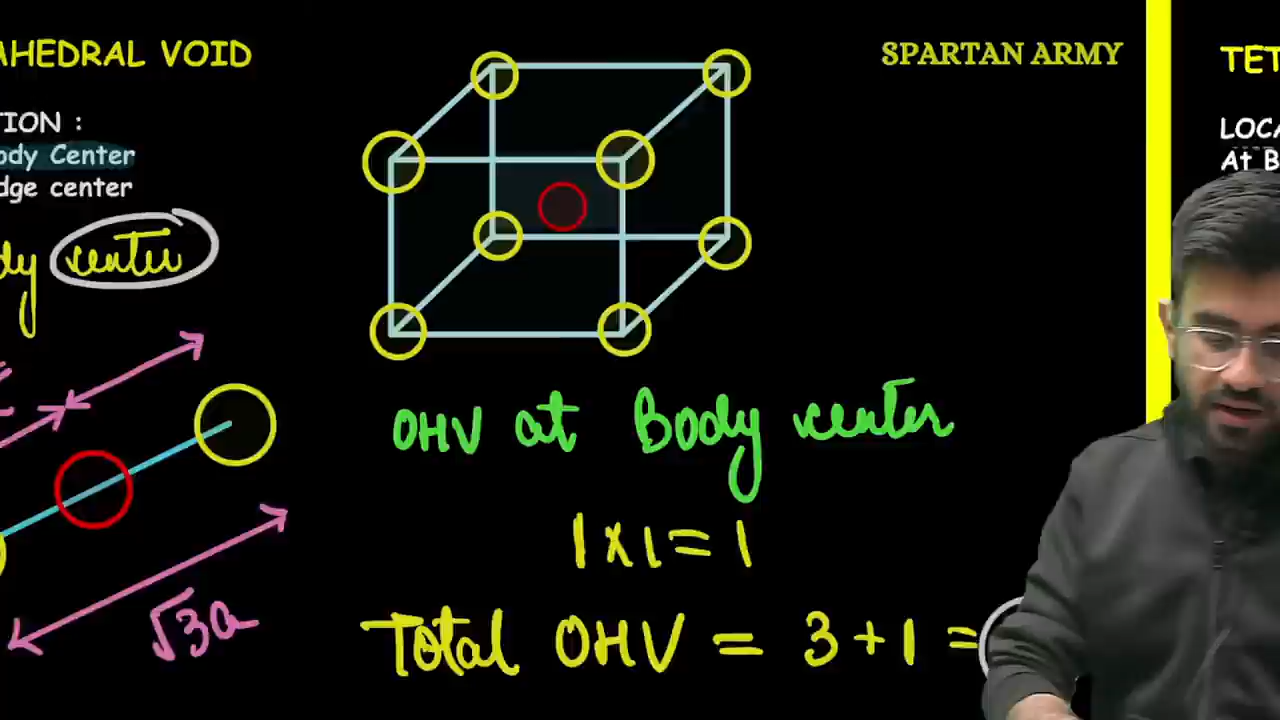 AHEDRAL VOID
SPARTAN ARMY
TET
TION :
ody Center
dge center
LOCA
At B
dy center
√3a
OHV at Body center
1 x 1 = 1
Total OHV = 3 + 1 =